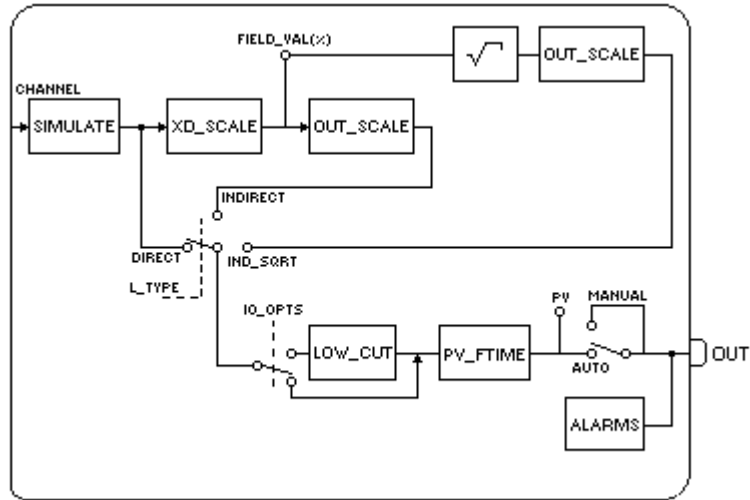 FIELD_VAL(%)
√
OUT_SCALE
CHANNEL
SIMULATE
XD_SCALE
OUT_SCALE
INDIRECT
DIRECT
IND_SQRT
L_TYPE
IO_OPTS
PV
MANUAL
LOW_CUT
PV_FTIME
AUTO
OUT
ALARMS